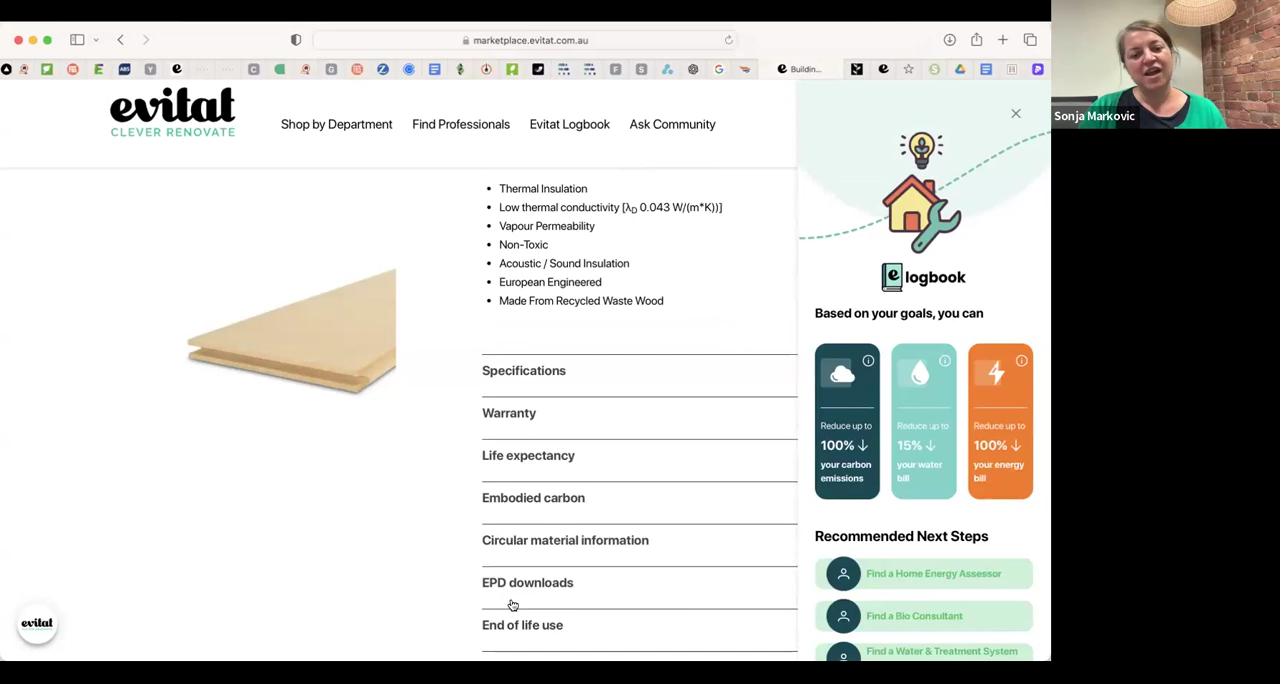 marketplace.evitat.com.au
Buildin...
evitat
CLEVER RENOVATE
Shop by Department
Find Professionals
Evitat Logbook
Ask Community
Thermal Insulation
Low thermal conductivity [λD 0.043 W/(m*K))]
Vapour Permeability
Non-Toxic
Acoustic / Sound Insulation
European Engineered
Made From Recycled Waste Wood
Specifications
Warranty
Life expectancy
Embodied carbon
Circular material information
EPD downloads
End of life use
evitat
e logbook
Based on your goals, you can
Reduce up to
100% ↓
your carbon
emissions
Reduce up to
15% ↓
your water
bill
Reduce up to
100% ↓
your energy
bill
Recommended Next Steps
Find a Home Energy Assessor
Find a Bio Consultant
Find a Water & Treatment System
Sonja Markovic